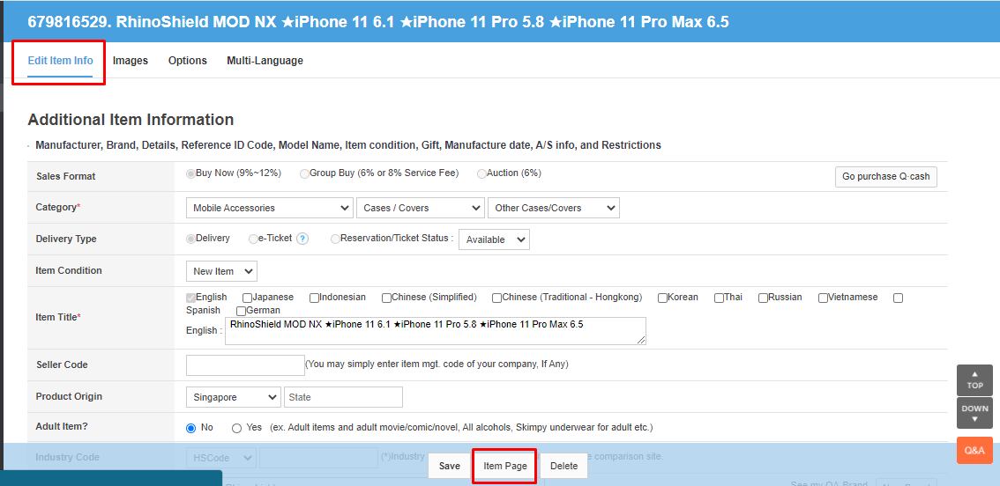 679816529. RhinoShield MOD NX ★iPhone 11 6.1 ★iPhone 11 Pro 5.8 ★iPhone 11 Pro Max 6.5
Edit Item Info Images Options Multi-Language
Additional Item Information
· Manufacturer, Brand, Details, Reference ID Code, Model Name, Item condition, Gift, Manufacture date, A/S info, and Restrictions
Sales Format Buy Now (9%~12%) Group Buy (6% or 8% Service Fee) Auction (6%) Go purchase Q·cash
Category* Mobile Accessories Cases / Covers Other Cases/Covers
Delivery Type Delivery e-Ticket ? Reservation/Ticket Status : Available
Item Condition New Item
English Japanese Indonesian Chinese (Simplified) Chinese (Traditional - Hongkong) Korean Thai Russian Vietnamese
Item Title* Spanish German
English : RhinoShield MOD NX ★iPhone 11 6.1 ★iPhone 11 Pro 5.8 ★iPhone 11 Pro Max 6.5
Seller Code (You may simply enter item mgt. code of your company, If Any)
TOP
Product Origin Singapore State
DOWN
Adult Item? No Yes (ex. Adult items and adult movie/comic/novel, All alcohols, Skimpy underwear for adult etc.)
Q&A
Industry Code HSCode (*)Industry e comparison site.
Save Item Page Delete
See my QA Brand